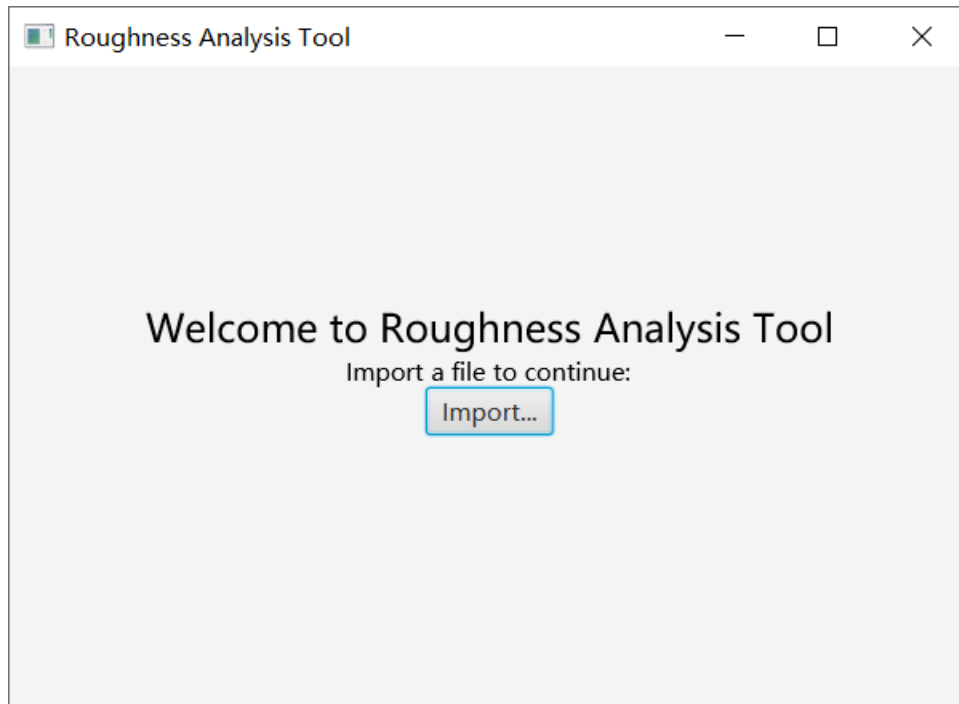 Roughness Analysis Tool
Welcome to Roughness Analysis Tool
Import a file to continue:
Import...